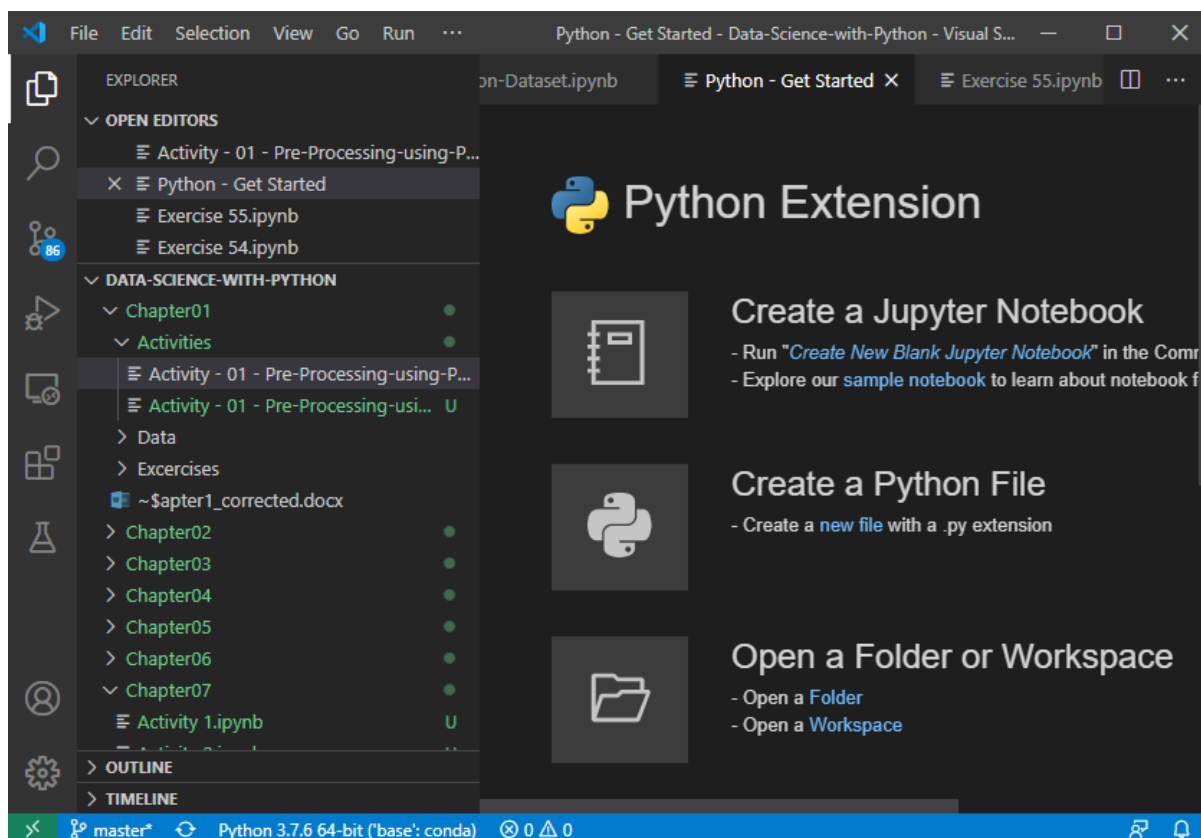 File Edit Selection View Go Run ··· Python - Get Started - Data-Science-with-Python - Visual S...
EXPLORER
on-Dataset.ipynb
Python - Get Started
Exercise 55.ipynb
OPEN EDITORS
Activity - 01 - Pre-Processing-using-P...
Python - Get Started
Exercise 55.ipynb
Exercise 54.ipynb
86
DATA-SCIENCE-WITH-PYTHON
Chapter01
Activities
Activity - 01 - Pre-Processing-using-P...
Activity - 01 - Pre-Processing-usi... U
Data
Excercises
~$apter1_corrected.docx
Chapter02
Chapter03
Chapter04
Chapter05
Chapter06
Chapter07
Activity 1.ipynb U
OUTLINE
TIMELINE
Python Extension
Create a Jupyter Notebook
- Run "Create New Blank Jupyter Notebook" in the Comm
- Explore our sample notebook to learn about notebook f
Create a Python File
- Create a new file with a .py extension
Open a Folder or Workspace
- Open a Folder
- Open a Workspace
master* Python 3.7.6 64-bit ('base': conda) 0 0